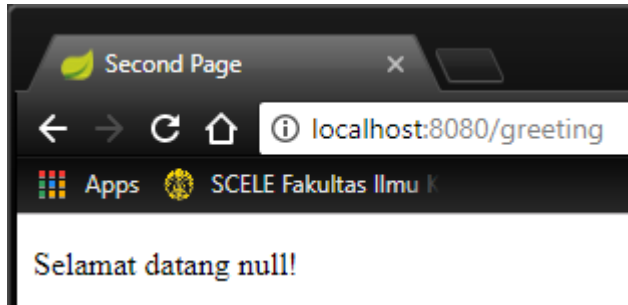 Second Page
localhost:8080/greeting
Apps SCELE Fakultas Ilmu
Selamat datang null!